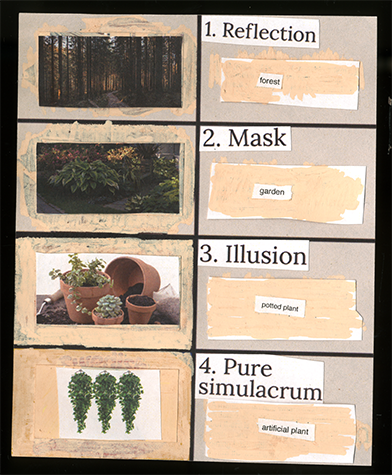 1. Reflection
forest
2. Mask
garden
3. Illusion
potted plant
4. Pure
simulacrum
artificial plant